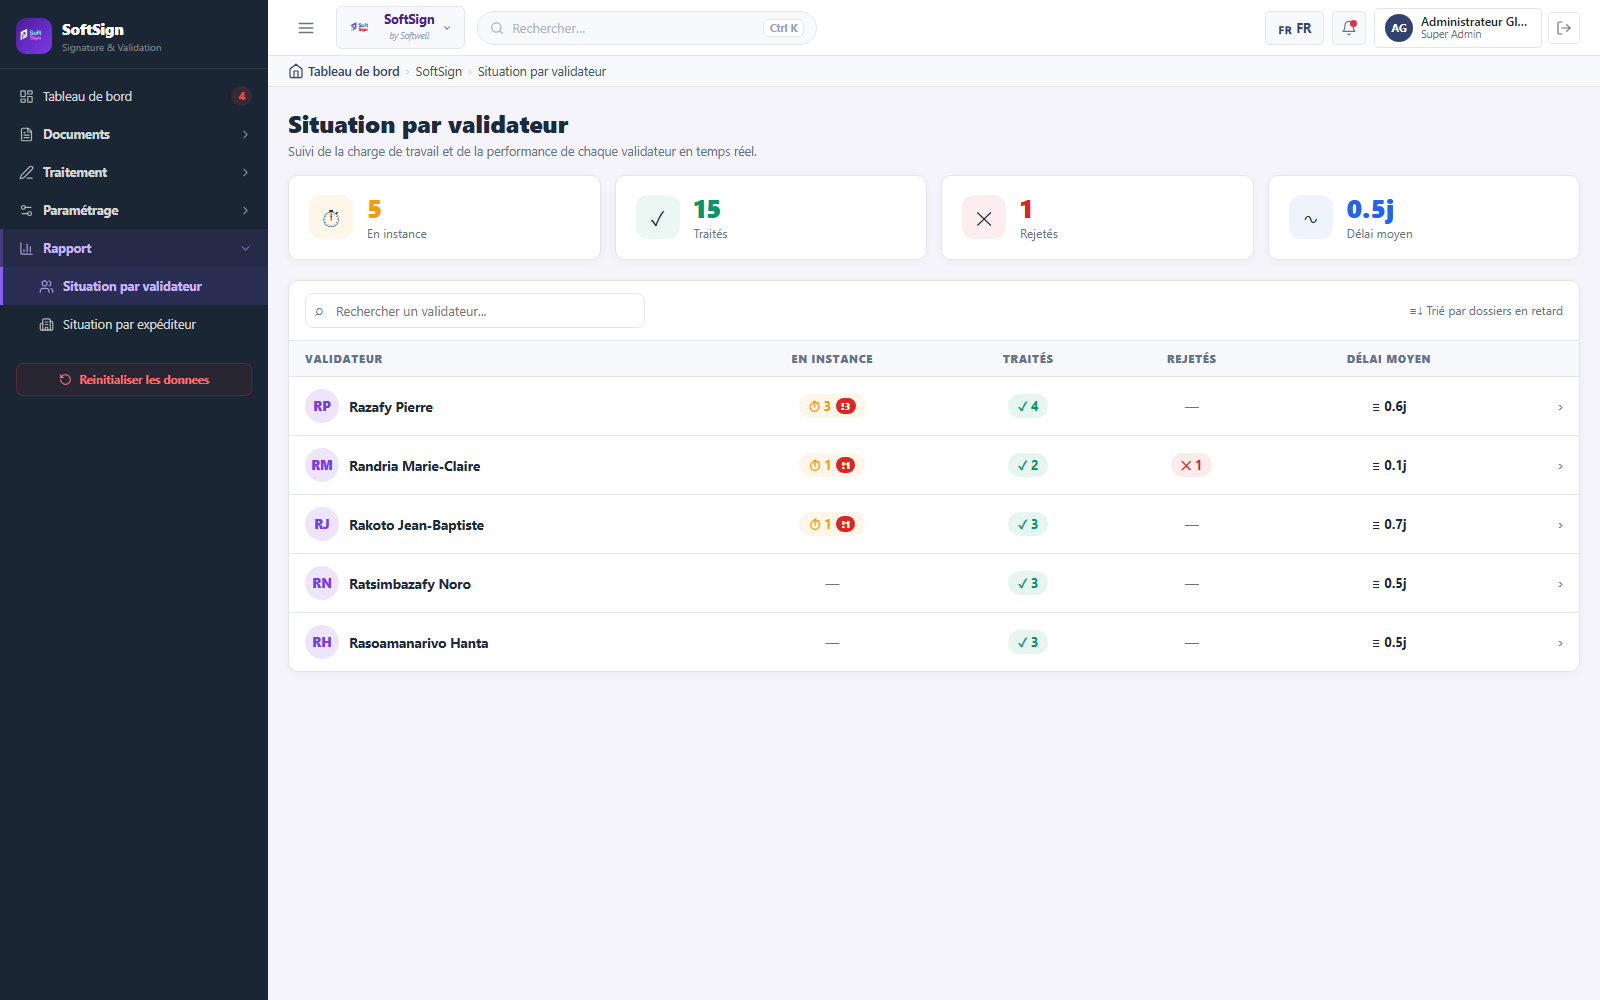 SoftSign
Signature & Validation
Tableau de bord
4
Documents
Traitement
Paramétrage
Rapport
Situation par validateur
Situation par expéditeur
Reinitialiser les donnees
Soft
Sign
SoftSign
by Softwell
Rechercher...
Ctrl K
FR FR
AG
Administrateur Gl...
Super Admin
Tableau de bord › SoftSign › Situation par validateur
Situation par validateur
Suivi de la charge de travail et de la performance de chaque validateur en temps réel.
5
En instance
15
Traités
1
Rejetés
0.5j
Délai moyen
Rechercher un validateur...
Trié par dossiers en retard
VALIDATEUR EN INSTANCE TRAITÉS REJETÉS DÉLAI MOYEN
RP Razafy Pierre 3 !3 ✓ 4 — 0.6j
RM Randria Marie-Claire 1 !1 ✓ 2 ✕ 1 0.1j
RJ Rakoto Jean-Baptiste 1 !1 ✓ 3 — 0.7j
RN Ratsimbazafy Noro — ✓ 3 — 0.5j
RH Rasoamanarivo Hanta — ✓ 3 — 0.5j